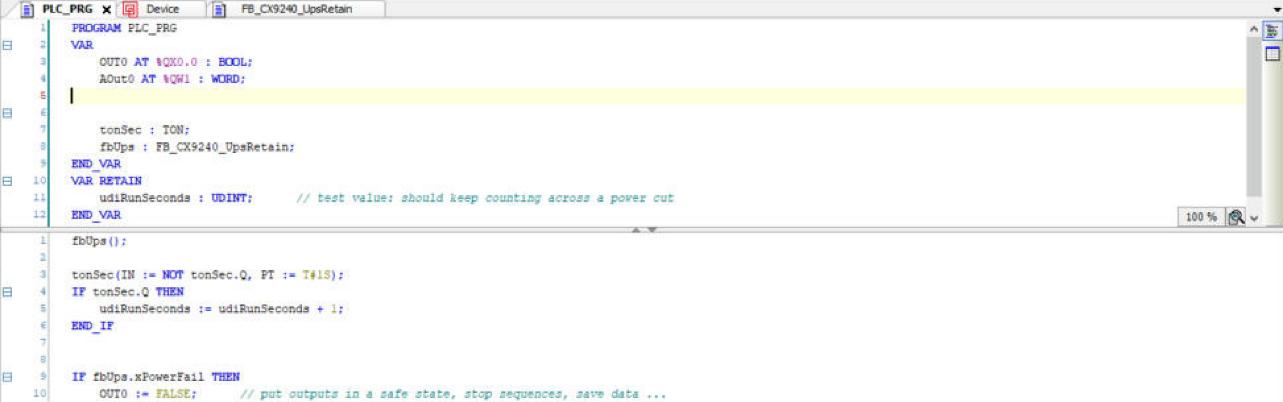 PLC_PRG X Device FB_CX9240_UpsRetain
1 PROGRAM PLC_PRG
2 VAR
3 OUT0 AT %QX0.0 : BOOL;
4 AOut0 AT %QW1 : WORD;
5
6
7 tonSec : TON;
8 fbUps : FB_CX9240_UpsRetain;
9 END_VAR
10 VAR RETAIN
11 udiRunSeconds : UDINT; // test value: should keep counting across a power cut
12 END_VAR
100 %
1 fbUps();
2
3 tonSec(IN := NOT tonSec.Q, PT := T#1S);
4 IF tonSec.Q THEN
5 udiRunSeconds := udiRunSeconds + 1;
6 END_IF
7
8
9 IF fbUps.xPowerFail THEN
10 OUT0 := FALSE; // put outputs in a safe state, stop sequences, save data ...